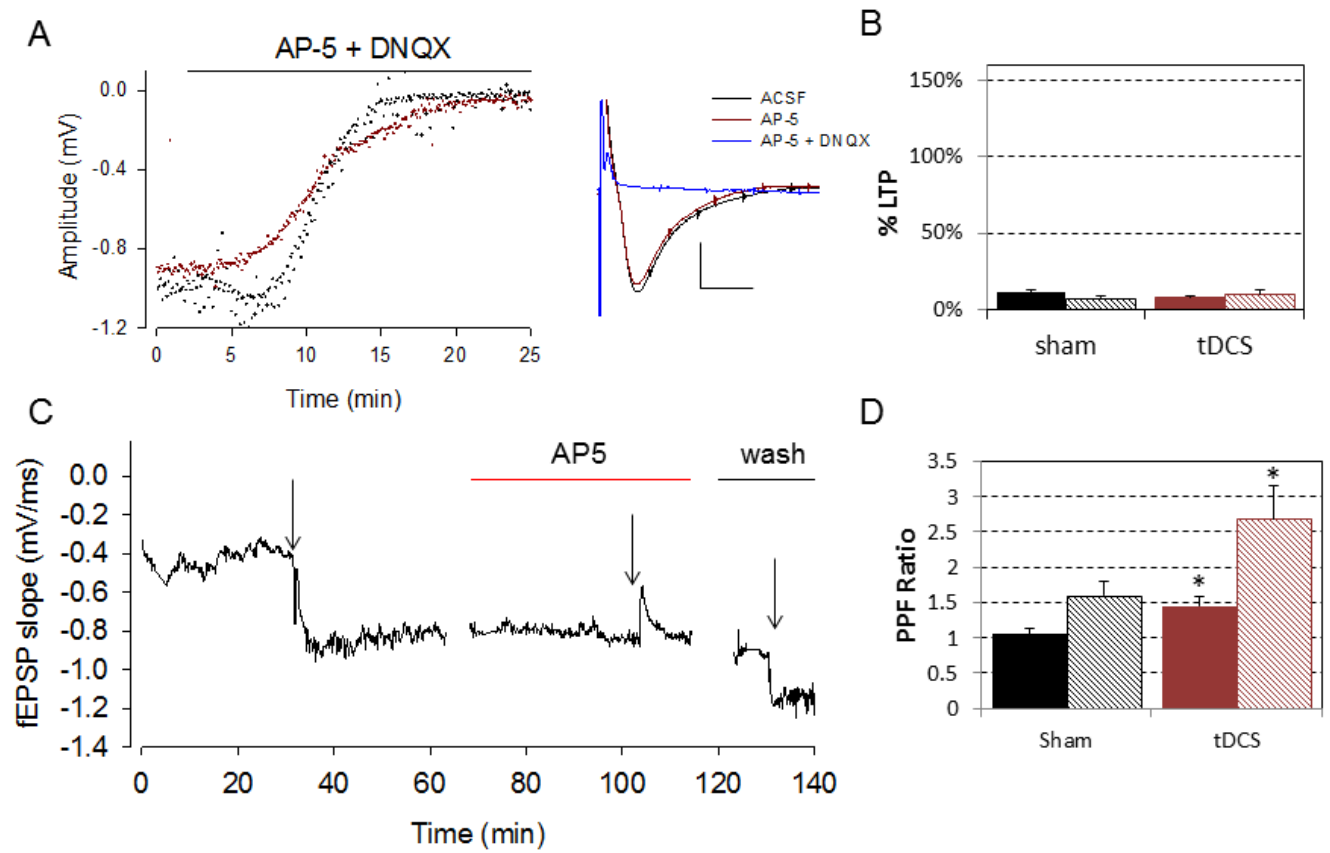 A
AP-5 + DNQX
0.0
-0.4
-0.8
-1.2
Amplitude (mV)
0 5 10 15 20 25
Time (min)
ACSF
AP-5
AP-5 + DNQX
B
150%
100%
50%
0%
% LTP
sham tDCS
C
AP5 wash
0.0
-0.2
-0.4
-0.6
-0.8
-1.0
-1.2
-1.4
fEPSP slope (mV/ms)
0 20 40 60 80 100 120 140
Time (min)
D
3.5
3
2.5
2
1.5
1
0.5
0
PPF Ratio
* *
Sham tDCS